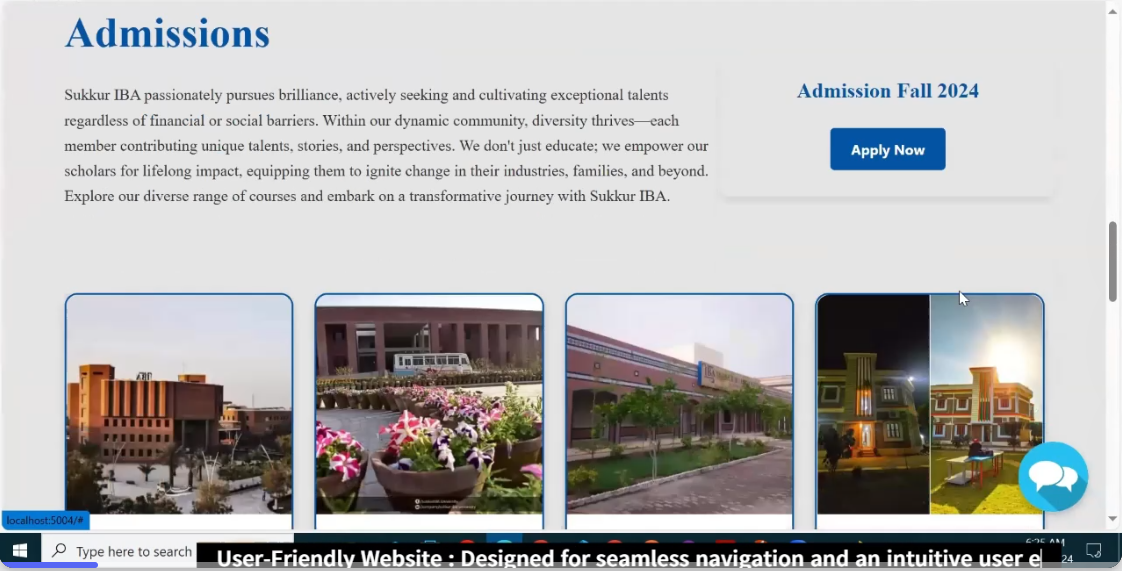 Admissions
Sukkur IBA passionately pursues brilliance, actively seeking and cultivating exceptional talents
regardless of financial or social barriers. Within our dynamic community, diversity thrives—each
member contributing unique talents, stories, and perspectives. We don't just educate; we empower our
scholars for lifelong impact, equipping them to ignite change in their industries, families, and beyond.
Explore our diverse range of courses and embark on a transformative journey with Sukkur IBA.
Admission Fall 2024
Apply Now
localhost:5004/#
Type here to search
6:25 AM
24
User-Friendly Website : Designed for seamless navigation and an intuitive user e